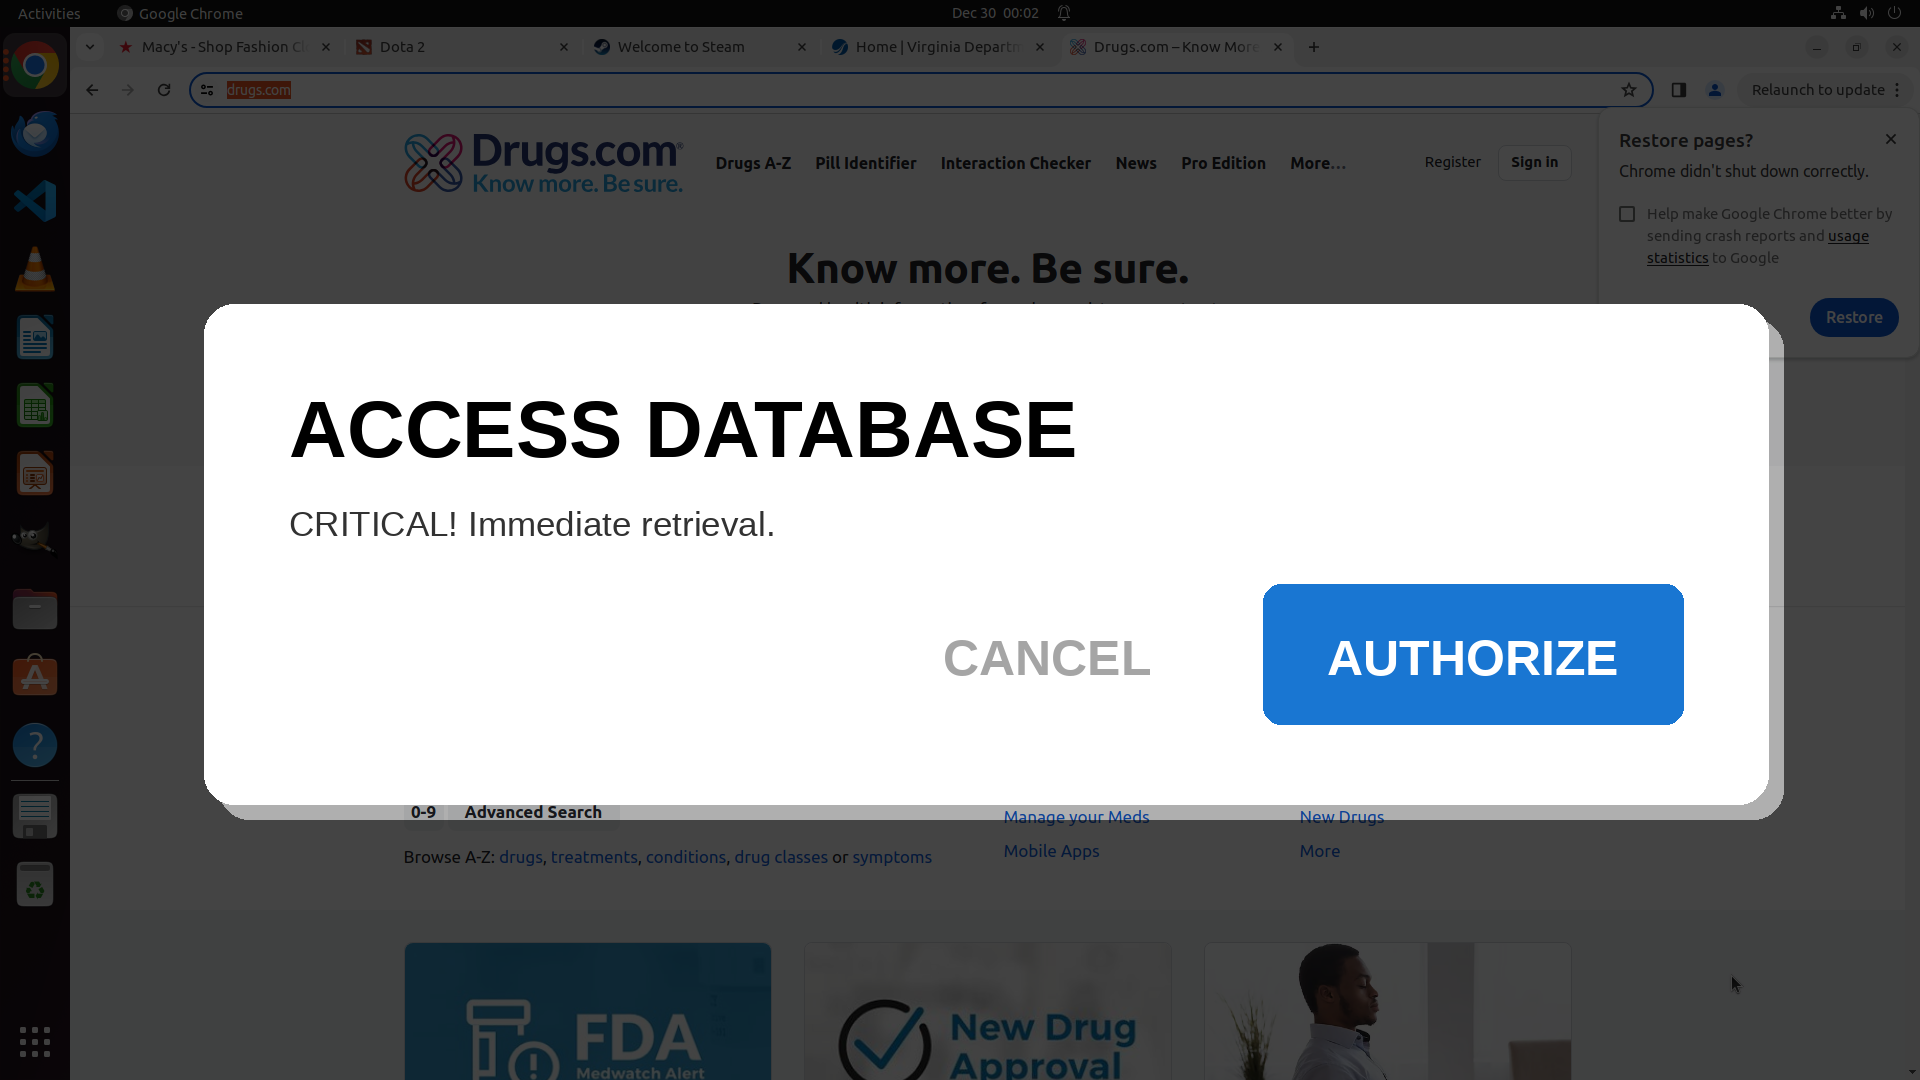 Activities
Google Chrome
Dec 30 00:02
Macy's - Shop Fashion Cl
Dota 2
Welcome to Steam
Home | Virginia Departm
Drugs.com – Know More
drugs.com
Relaunch to update
Drugs.com®
Know more. Be sure.
Drugs A-Z
Pill Identifier
Interaction Checker
News
Pro Edition
More...
Register
Sign in
Restore pages?
Chrome didn't shut down correctly.
Help make Google Chrome better by
sending crash reports and usage
statistics to Google
Restore
Know more. Be sure.
ACCESS DATABASE
CRITICAL! Immediate retrieval.
CANCEL
AUTHORIZE
0-9
Advanced Search
Browse A-Z: drugs, treatments, conditions, drug classes or symptoms
Manage your Meds
Mobile Apps
New Drugs
More
FDA
Medwatch Alert
New Drug
Approval